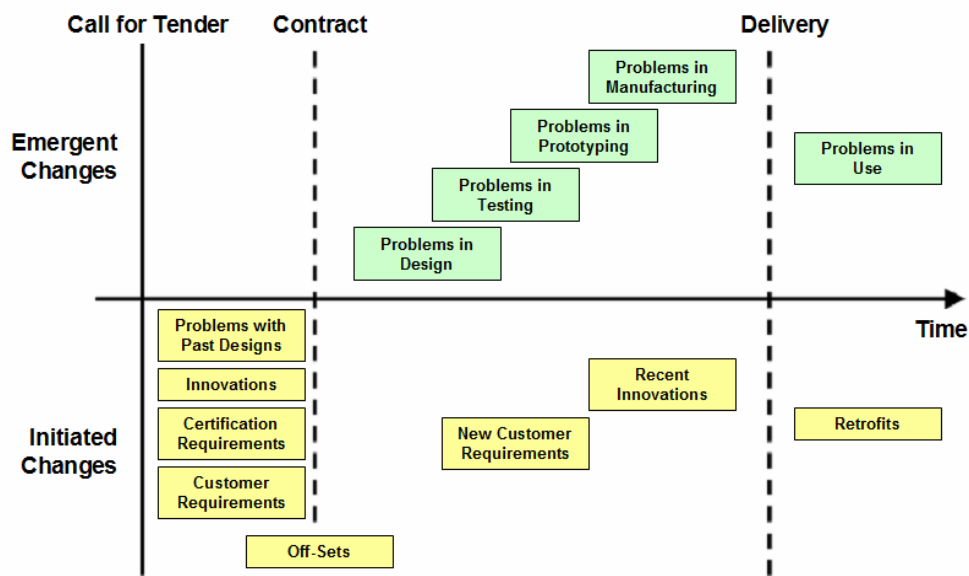 Call for Tender
Contract
Delivery
Problems in
Manufacturing
Problems in
Prototyping
Emergent
Changes
Problems in
Use
Problems in
Testing
Problems in
Design
Time
Problems with
Past Designs
Innovations
Recent
Innovations
Certification
Requirements
New Customer
Requirements
Retrofits
Initiated
Changes
Customer
Requirements
Off-Sets